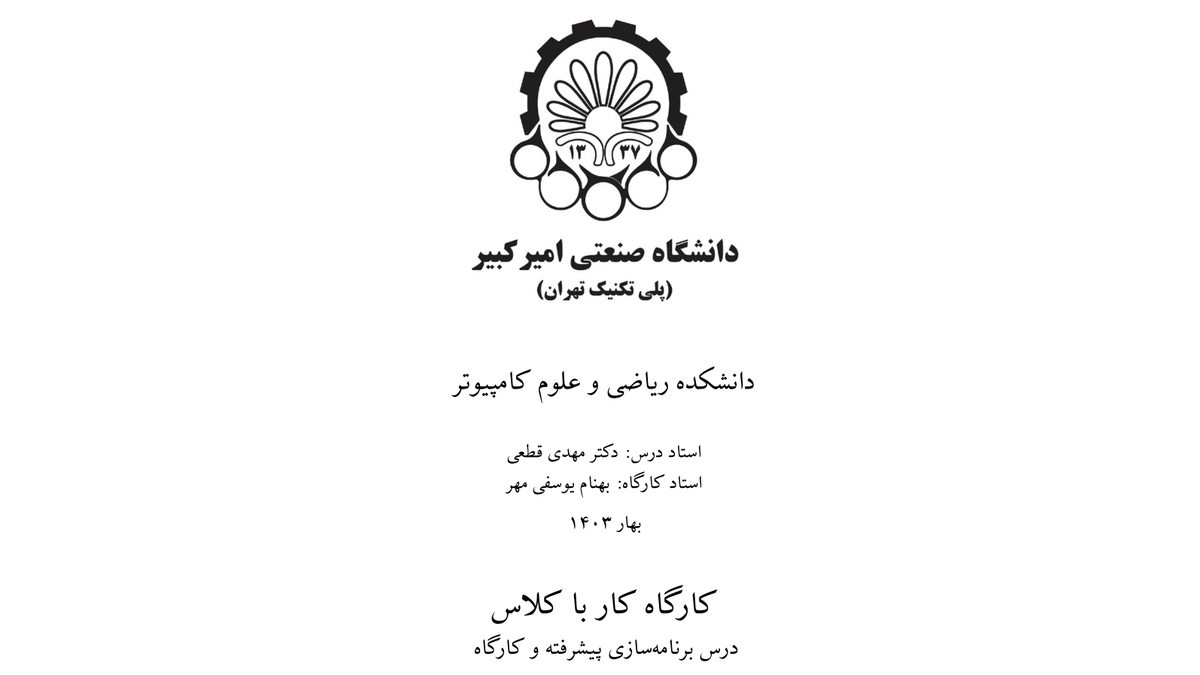 ۱۳ ۳۷
دانشگاه صنعتی امیرکبیر
(پلی تکنیک تهران)
دانشکده ریاضی و علوم کامپیوتر
استاد درس: دکتر مهدی قطعی
استاد کارگاه: بهنام یوسفی مهر
بهار ۱۴۰۳
کارگاه کار با کلاس
درس برنامه‌سازی پیشرفته و کارگاه